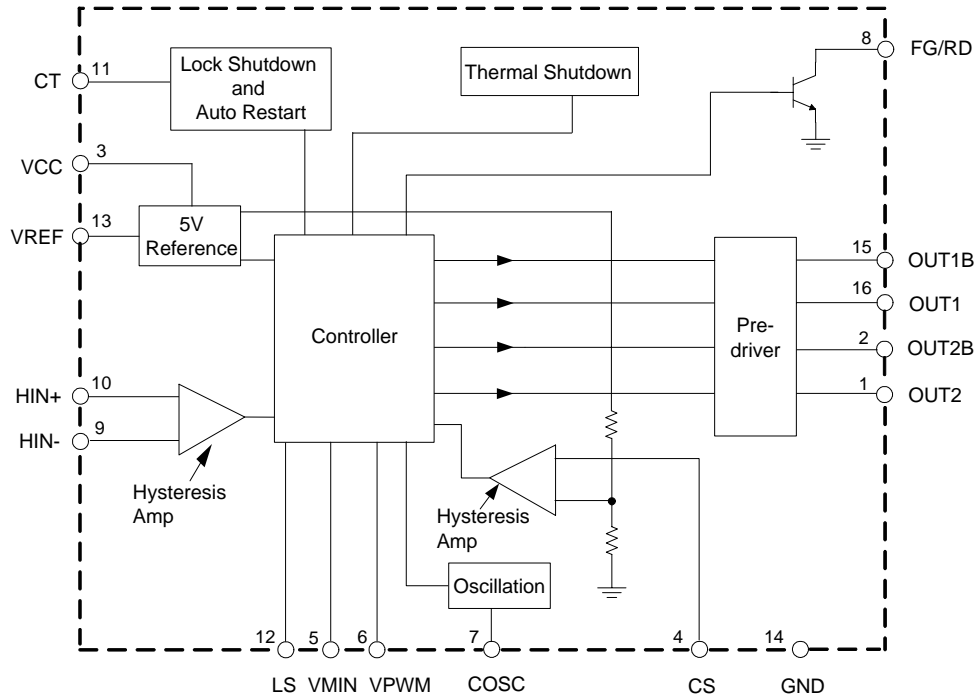 8
FG/RD
CT
11
Lock Shutdown
and
Auto Restart
Thermal Shutdown
VCC
3
VREF
13
5V
Reference
Controller
Pre-
driver
15
OUT1B
16
OUT1
2
OUT2B
1
OUT2
HIN+
10
HIN-
9
Hysteresis
Amp
Hysteresis
Amp
Oscillation
12
5
6
7
4
14
LS
VMIN
VPWM
COSC
CS
GND